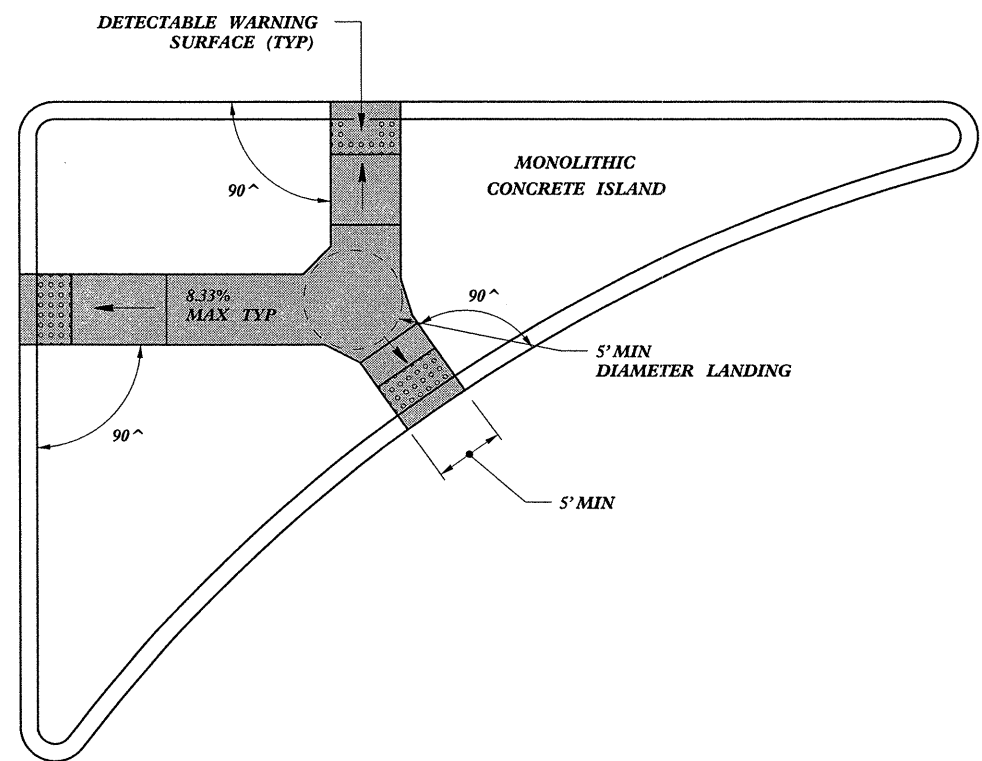 DETECTABLE WARNING
SURFACE (TYP)
MONOLITHIC
CONCRETE ISLAND
90^
8.33%
MAX TYP
90^
5' MIN
DIAMETER LANDING
90^
5' MIN